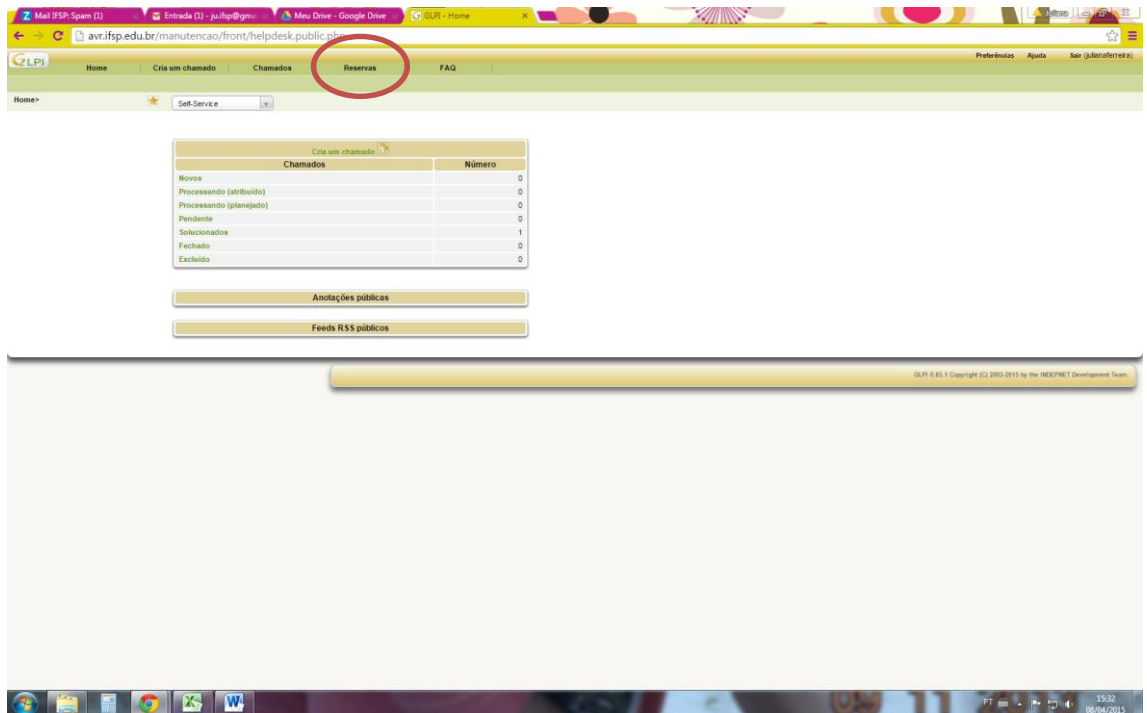 Mail IFSP: Spam (1)
Entrada (1) - ju.ifsp@gma
Meu Drive - Google Drive
GLPI - Home
avr.ifsp.edu.br/manutencao/front/helpdesk.public.php
GLPI
Preferências Ajuda Sair (julianaferreira)
Home Cria um chamado Chamados Reservas FAQ
Home>
Self-Service
Cria um chamado
Chamados Número
Novos 0
Processando (atribuído) 0
Processando (planejado) 0
Pendente 0
Solucionados 1
Fechado 0
Excluído 0
Anotações públicas
Feeds RSS públicos
GLPI 0.85.1 Copyright (C) 2003-2015 by the INDEPNET Development Team.
PT
15:32
08/04/2015